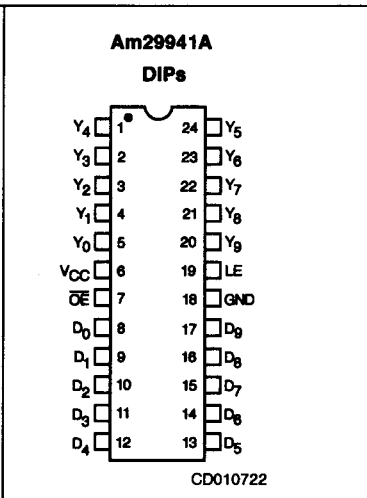 Am29941A
DIPs
Y4 1 24 Y5
Y3 2 23 Y6
Y2 3 22 Y7
Y1 4 21 Y8
Y0 5 20 Y9
VCC 6 19 LE
O̅E̅ 7 18 GND
D0 8 17 D9
D1 9 16 D8
D2 10 15 D7
D3 11 14 D6
D4 12 13 D5
CD010722